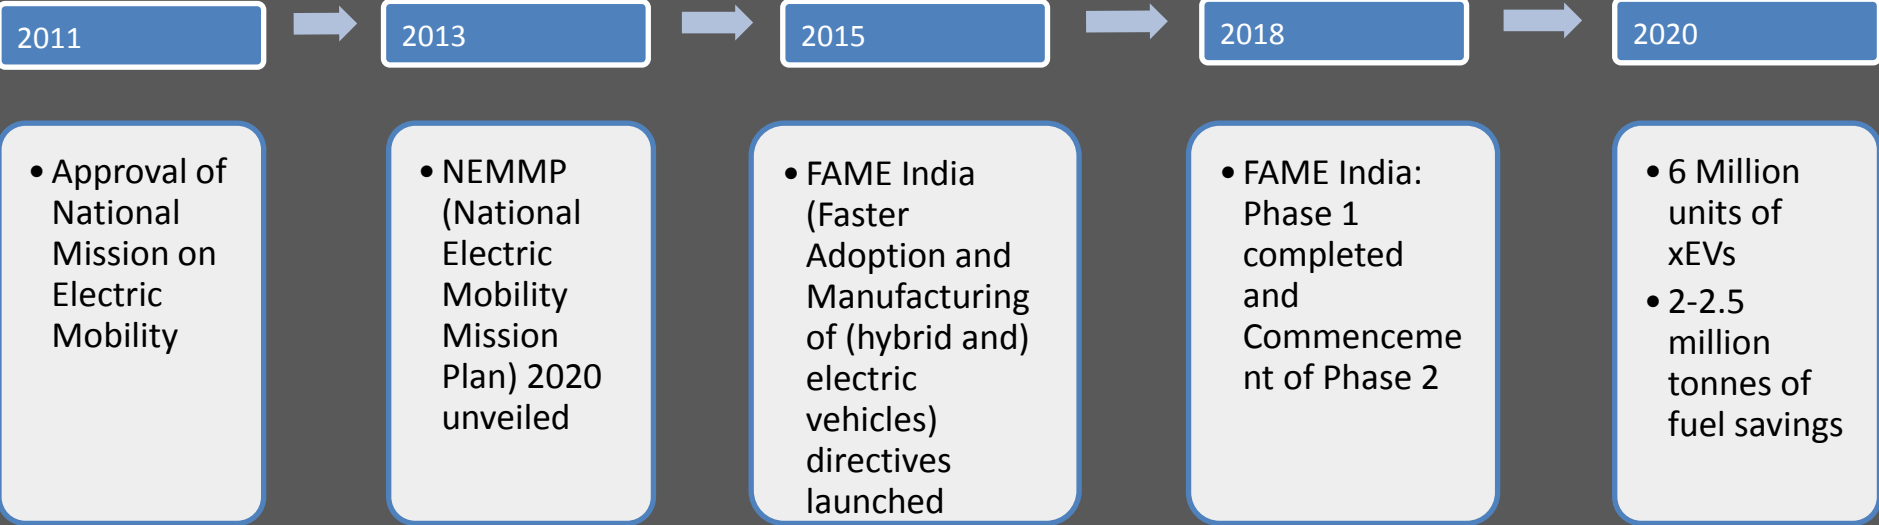 2011
2013
2015
2018
2020
• Approval of
National
Mission on
Electric
Mobility
• NEMMP
(National
Electric
Mobility
Mission
Plan) 2020
unveiled
• FAME India
(Faster
Adoption and
Manufacturing
of (hybrid and)
electric
vehicles)
directives
launched
• FAME India:
Phase 1
completed
and
Commenceme
nt of Phase 2
• 6 Million
units of
xEVs
• 2-2.5
million
tonnes of
fuel savings